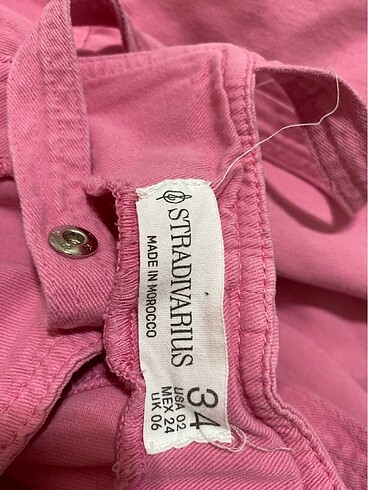 STRADIVARIUS
MADE IN MOROCCO
34
USA 02
MEX 24
UK 06